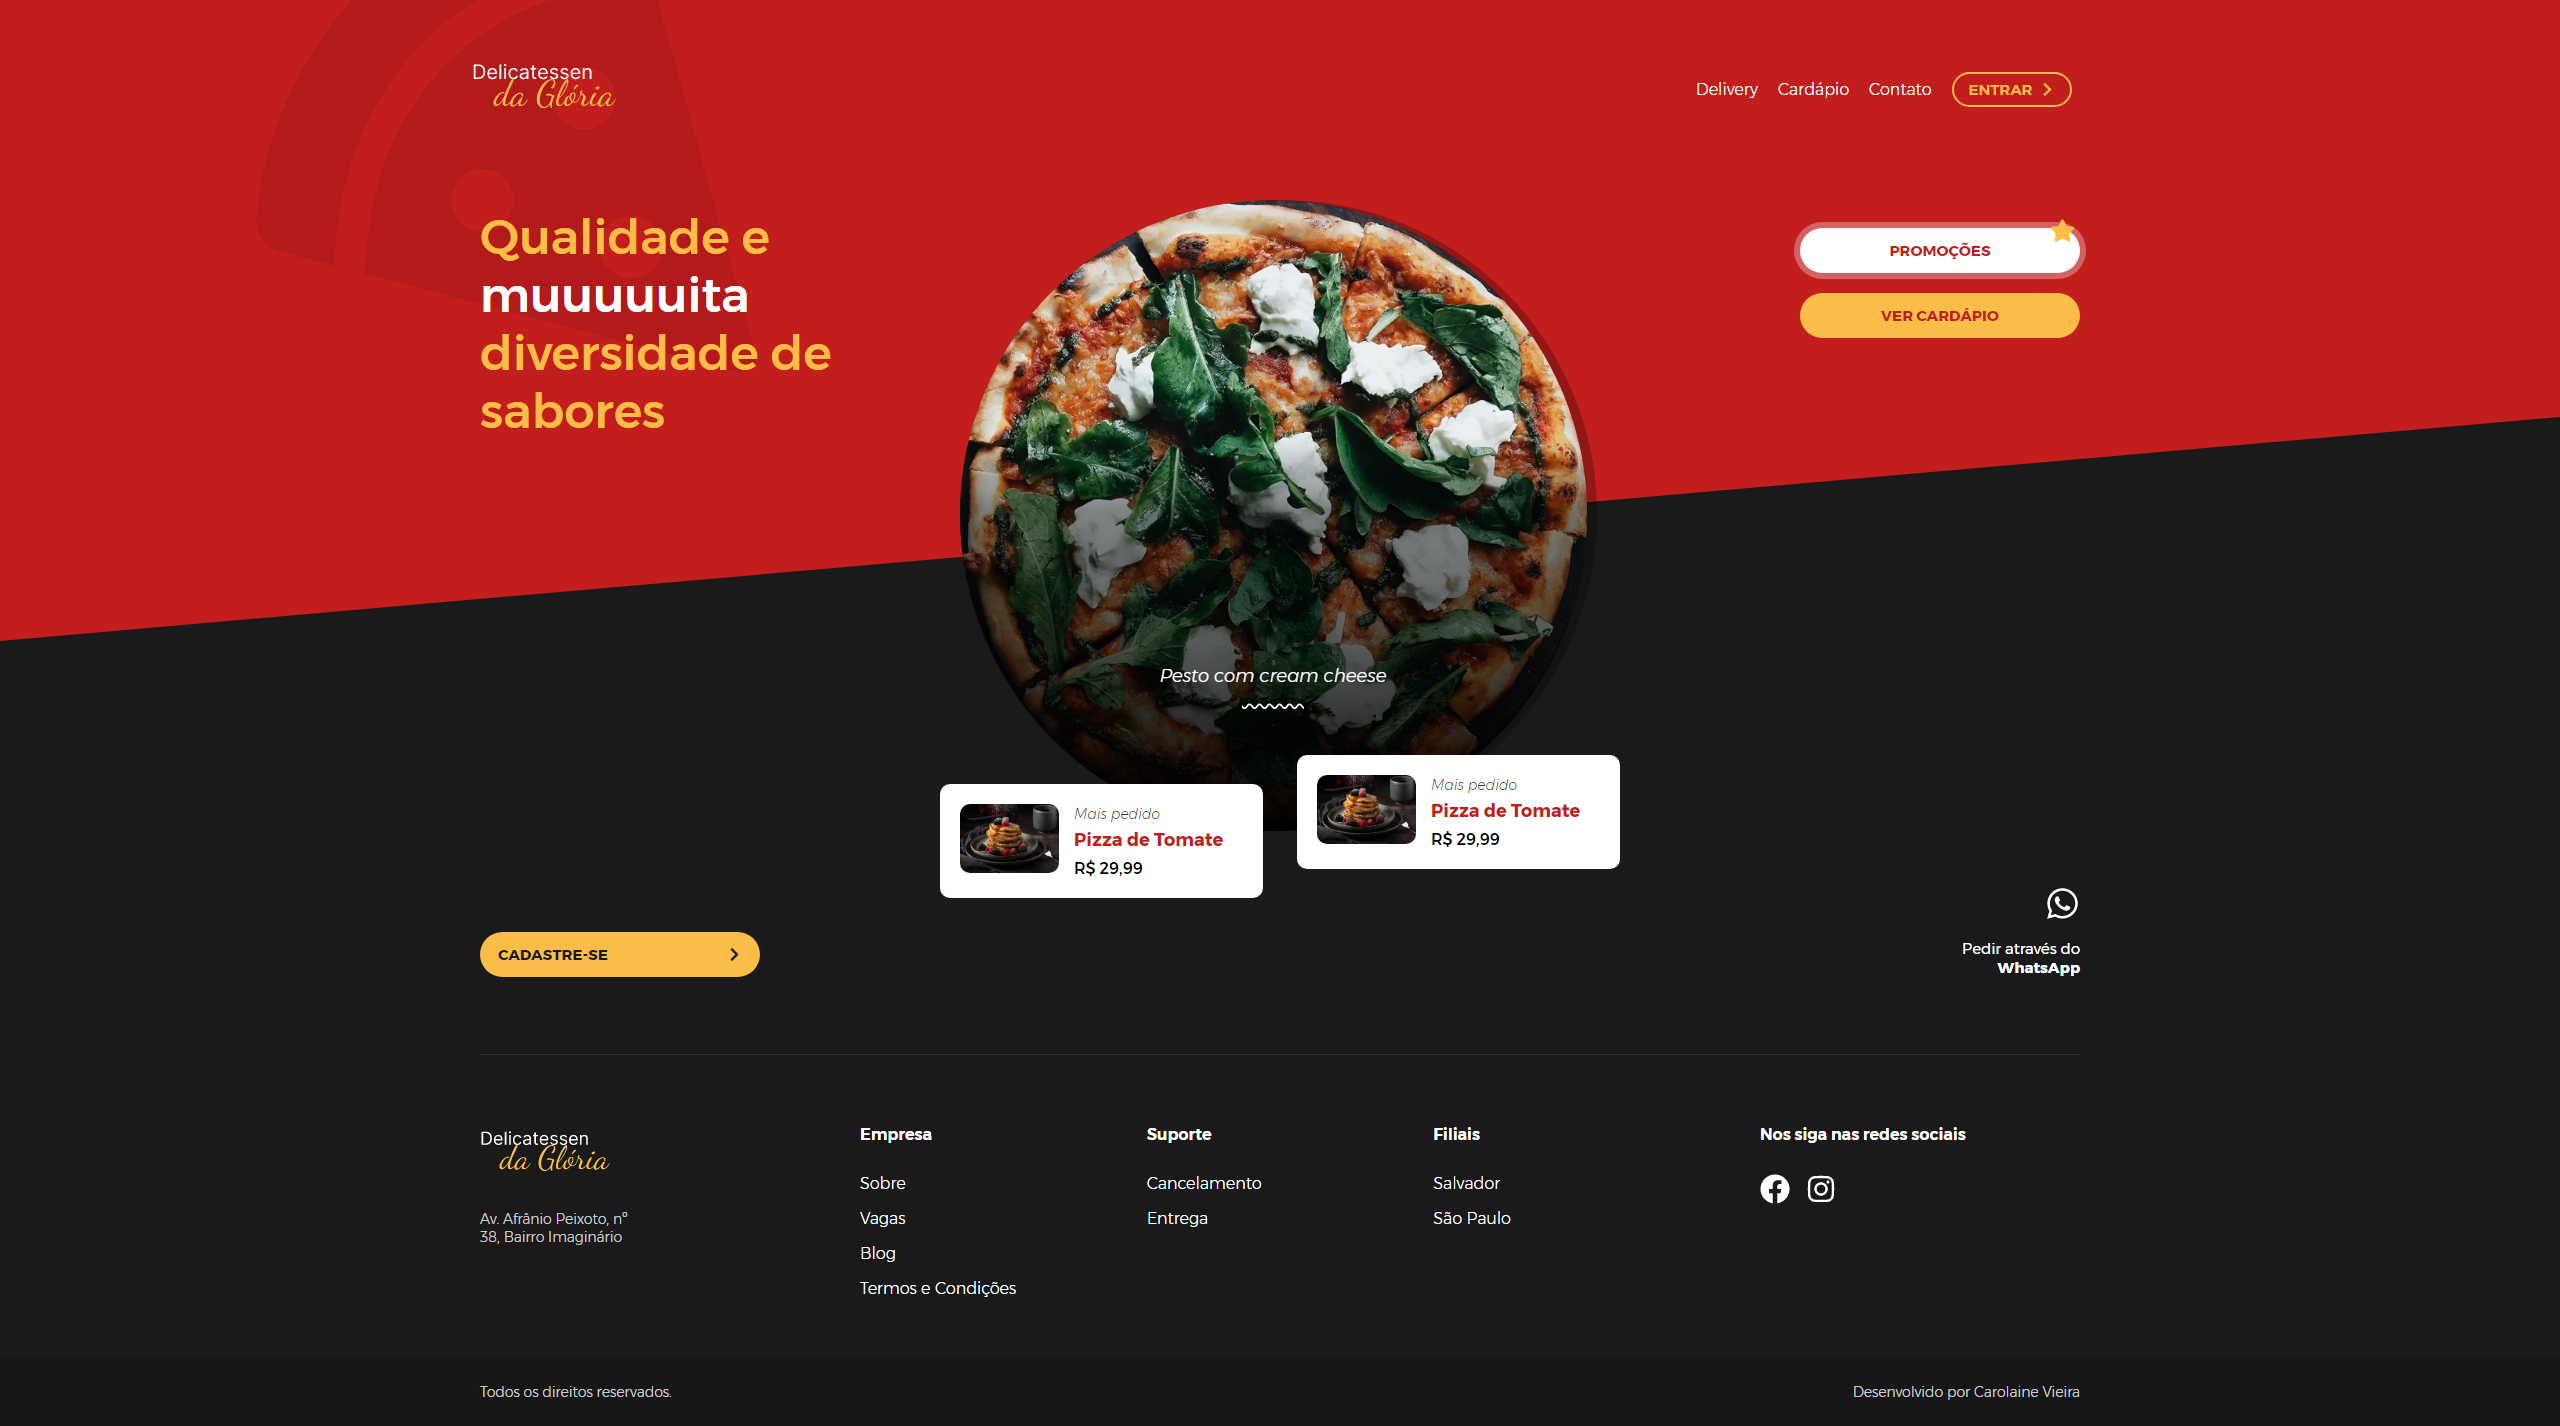 Delicatessen
da Glória
Delivery
Cardápio
Contato
ENTRAR
Qualidade e
muuuuuita
diversidade de
sabores
PROMOÇÕES
VER CARDÁPIO
Pesto com cream cheese
Mais pedido
Pizza de Tomate
R$ 29,99
Mais pedido
Pizza de Tomate
R$ 29,99
CADASTRE-SE
Pedir através do
WhatsApp
Delicatessen
da Glória
Av. Afrânio Peixoto, nº
38, Bairro Imaginário
Empresa
Sobre
Vagas
Blog
Termos e Condições
Suporte
Cancelamento
Entrega
Filiais
Salvador
São Paulo
Nos siga nas redes sociais
Todos os direitos reservados.
Desenvolvido por Carolaine Vieira